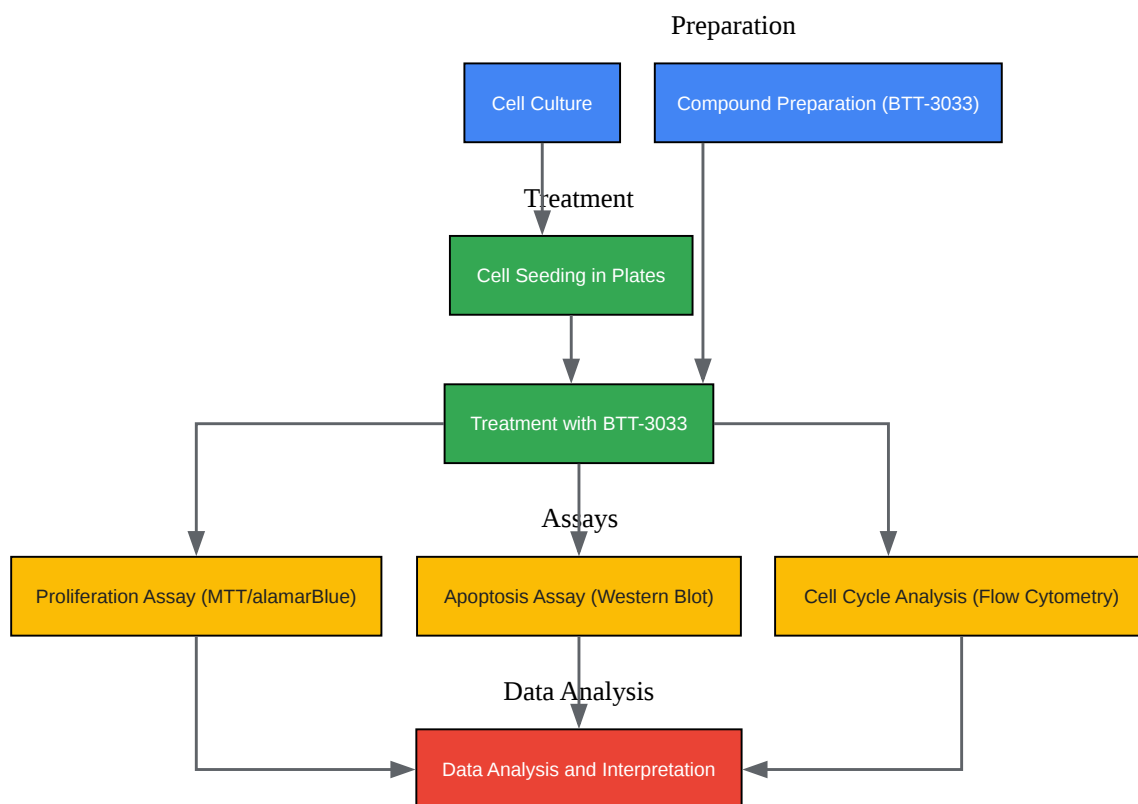 Preparation
Cell Culture
Compound Preparation (BTT-3033)
Treatment
Cell Seeding in Plates
Treatment with BTT-3033
Assays
Proliferation Assay (MTT/alamarBlue)
Apoptosis Assay (Western Blot)
Cell Cycle Analysis (Flow Cytometry)
Data Analysis
Data Analysis and Interpretation